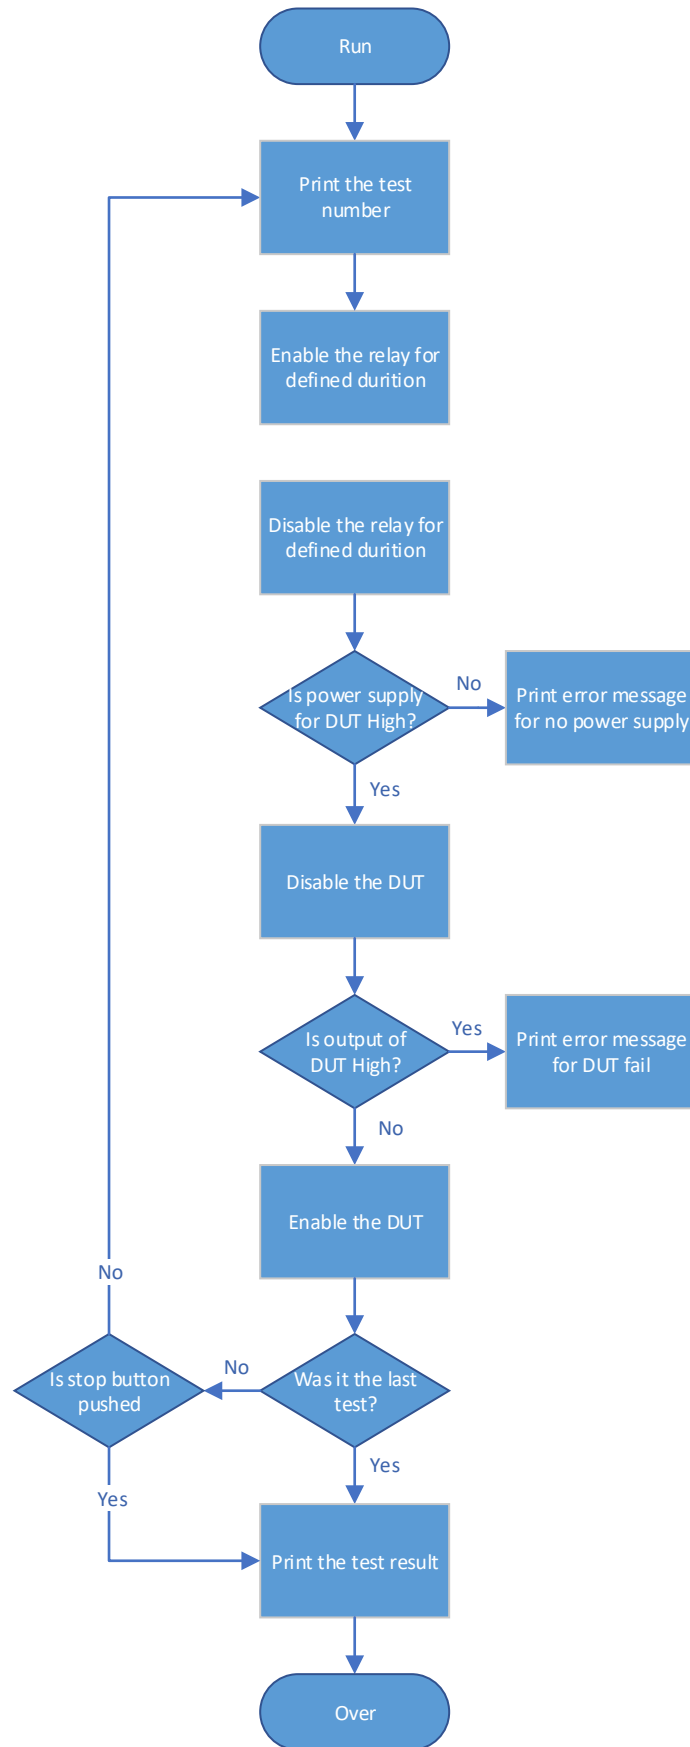 Run
Print the test
number
Enable the relay for
defined durition
Disable the relay for
defined durition
Is power supply
for DUT High?
No
Print error message
for no power supply
Yes
Disable the DUT
Is output of
DUT High?
Yes
Print error message
for DUT fail
No
Enable the DUT
No
Is stop button
pushed
No
Was it the last
test?
Yes
Yes
Print the test result
Over